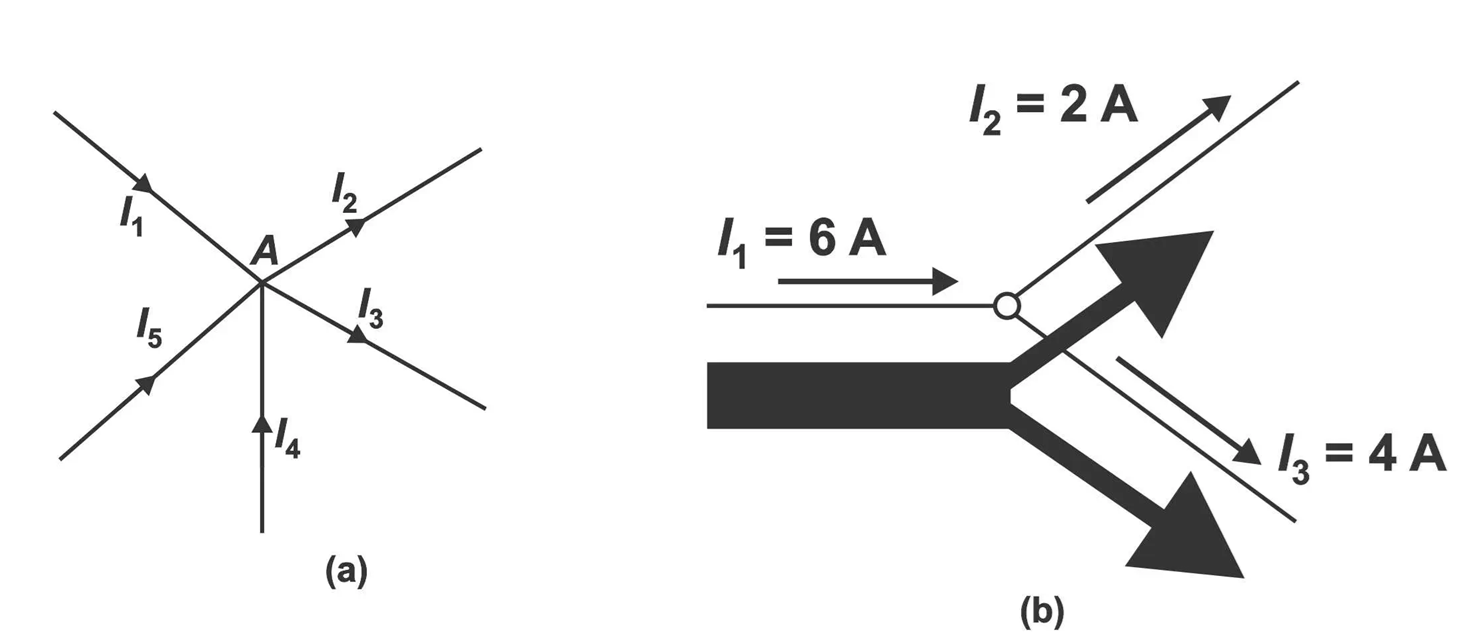 I₁
I₂
A
I₃
I₅
I₄
(a)
I₂ = 2 A
I₁ = 6 A
I₃ = 4 A
(b)